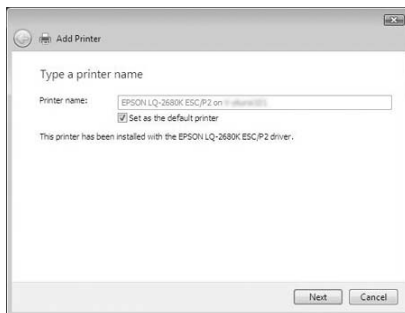 Add Printer
Type a printer name
Printer name: EPSON LQ-2680K ESC/P2 on
Set as the default printer
This printer has been installed with the EPSON LQ-2680K ESC/P2 driver.
Next Cancel